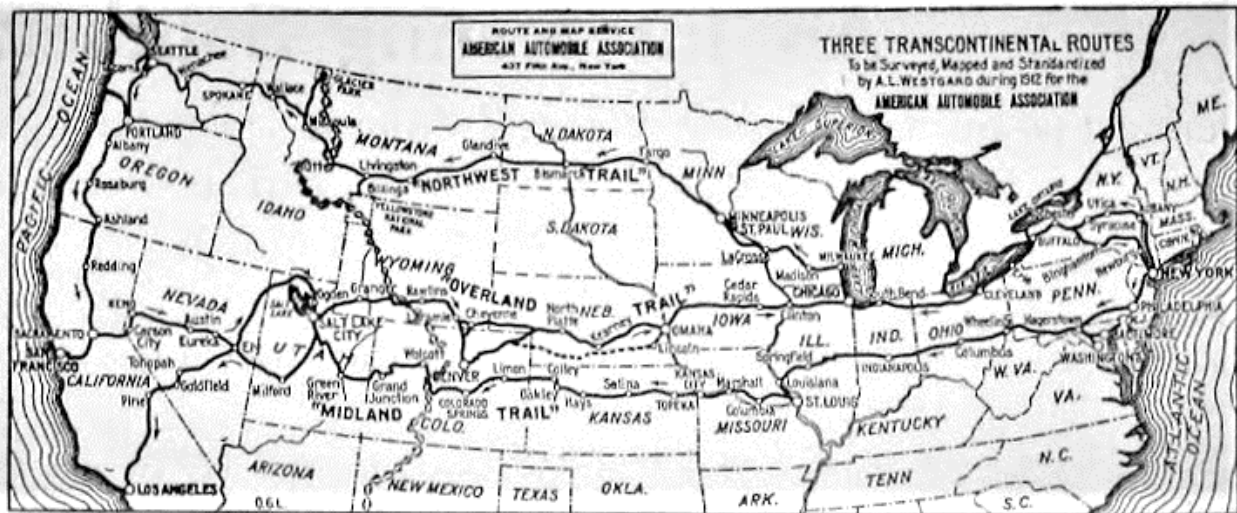 ROUTE AND MAP SERVICE
AMERICAN AUTOMOBILE ASSOCIATION
437 Fifth Ave., New York
THREE TRANSCONTINENTAL ROUTES
To be Surveyed, Mapped and Standardized
by A.L. WESTGARD during 1912 for the
AMERICAN AUTOMOBILE ASSOCIATION
PACIFIC OCEAN
SEATTLE
SPOKANE
Wallace
GLACIER PARK
Missoula
MONTANA
Glendive
N. DAKOTA
Fargo
MINN
LAKE SUPERIOR
ME.
VT.
N.H.
N.Y.
MASS.
CONN.
LAKE ONTARIO
Utica
Syracuse
BUFFALO
Binghamton
PORTLAND
Albany
OREGON
Roseburg
Ashland
Redding
IDAHO
Livingston
Billings
"NORTHWEST
Bismarck
TRAIL"
YELLOWSTONE NATIONAL PARK
S. DAKOTA
MINNEAPOLIS
ST. PAUL
WIS.
LaCrosse
Madison
MILWAUKEE
MICH.
CLEVELAND
PENN.
NEW YORK
PHILADELPHIA
N.J.
BALTIMORE
WASHINGTON
WYOMING
"OVERLAND
TRAIL"
NEVADA
RENO
Carson City
Austin
Eureka
Ely
SALT LAKE
Ogden
Granger
Rawlins
Laramie
Cheyenne
North Platte
NEB.
Kearney
OMAHA
Lincoln
IOWA
Cedar Rapids
Clinton
CHICAGO
South Bend
ILL.
IND.
OHIO
Wheeling
Hagerstown
SACRAMENTO
SAN FRANCISCO
CALIFORNIA
Tonopah
Goldfield
Milford
UTAH
SALT LAKE CITY
Green River
Grand Junction
Wolcott
DENVER
COLORADO SPRINGS
Limon
Colby
Oakley
Hays
Salina
TOPEKA
KANSAS CITY
Marshall
Columbia
Louisiana
ST. LOUIS
Springfield
INDIANAPOLIS
Columbus
W. VA.
VA.
"MIDLAND
TRAIL"
COLO.
KANSAS
MISSOURI
KENTUCKY
Pine
LOS ANGELES
ARIZONA
NEW MEXICO
TEXAS
OKLA.
ARK.
TENN
N.C.
S.C.
ATLANTIC OCEAN